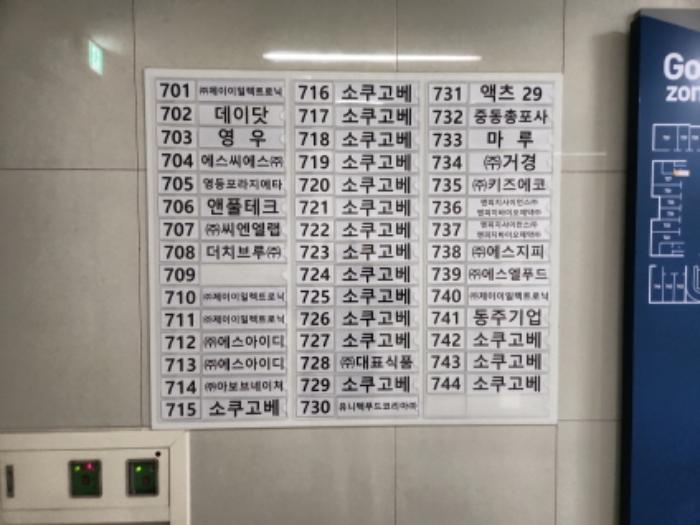 701 ㈜제이이일렉트로닉
702 데이닷
703 영 우
704 에스씨에스㈜
705 영등포라지에타
706 앤풀테크
707 ㈜씨엔엘랩
708 더치브루㈜
709
710 ㈜제이이일렉트로닉
711 ㈜제이이일렉트로닉
712 ㈜에스아이디
713 ㈜에스아이디
714 ㈜아보브네이쳐
715 소쿠고베
716 소쿠고베
717 소쿠고베
718 소쿠고베
719 소쿠고베
720 소쿠고베
721 소쿠고베
722 소쿠고베
723 소쿠고베
724 소쿠고베
725 소쿠고베
726 소쿠고베
727 소쿠고베
728 ㈜대표식품
729 소쿠고베
730 유니텍푸드코리아㈜
731 액츠 29
732 중동총포사
733 마 루
734 ㈜거경
735 ㈜키즈에코
736
737
738 ㈜에스지피
739 ㈜에스엘푸드
740 ㈜제이이일렉트로닉
741 동주기업
742 소쿠고베
743 소쿠고베
744 소쿠고베
Go
zon